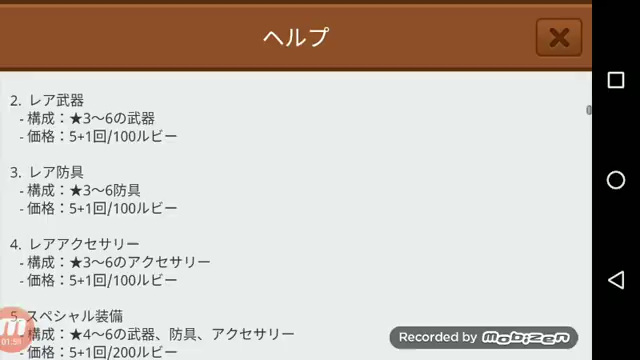 ヘルプ
2. レア武器
- 構成：★3～6の武器
- 価格：5+1回/100ルビー
3. レア防具
- 構成：★3～6防具
- 価格：5+1回/100ルビー
4. レアアクセサリー
- 構成：★3～6のアクセサリー
- 価格：5+1回/100ルビー
5. スペシャル装備
- 構成：★4～6の武器、防具、アクセサリー
- 価格：5+1回/200ルビー
01:59
Recorded by Mobizen